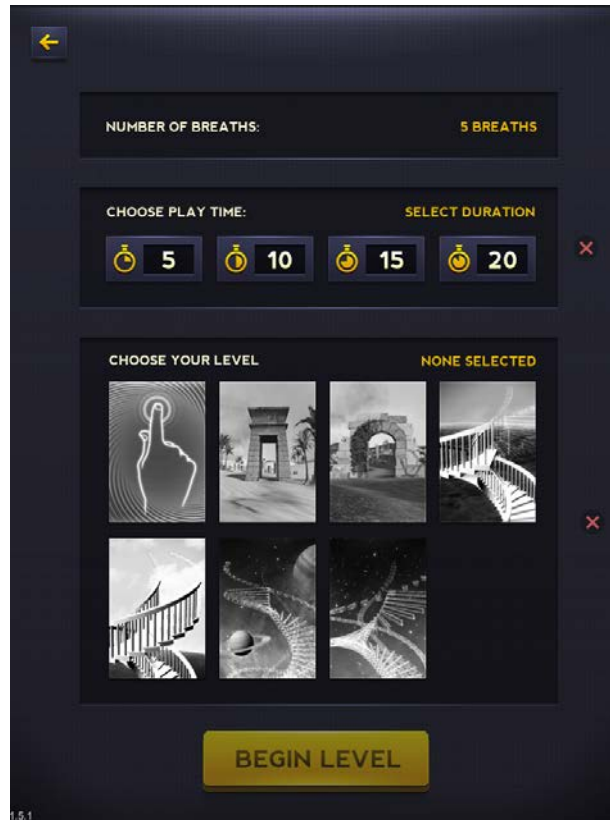 NUMBER OF BREATHS: 5 BREATHS
CHOOSE PLAY TIME: SELECT DURATION
5 10 15 20
CHOOSE YOUR LEVEL NONE SELECTED
BEGIN LEVEL
1.5.1